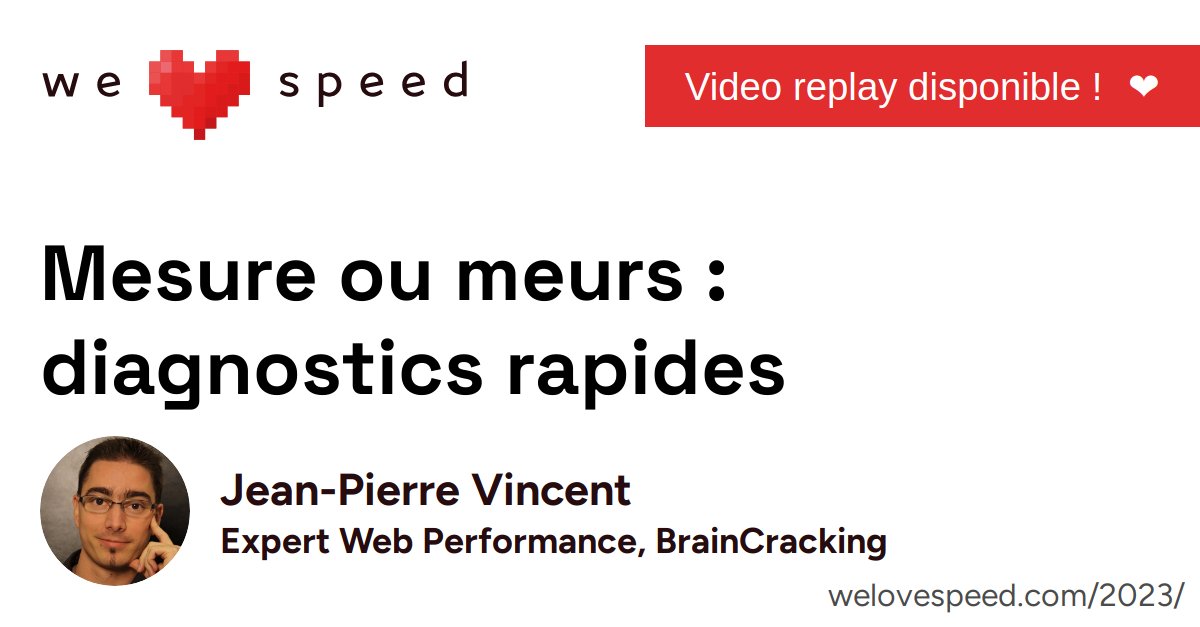 we ❤ speed
Video replay disponible ! ❤
Mesure ou meurs :
diagnostics rapides
Jean-Pierre Vincent
Expert Web Performance, BrainCracking
welovespeed.com/2023/